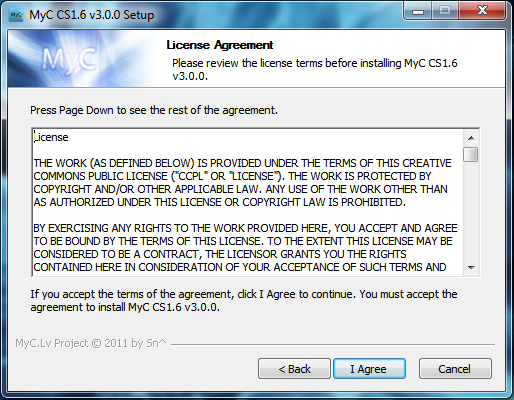 MyC CS1.6 v3.0.0 Setup
MyC
License Agreement
Please review the license terms before installing MyC CS1.6
v3.0.0.
Press Page Down to see the rest of the agreement.
License
THE WORK (AS DEFINED BELOW) IS PROVIDED UNDER THE TERMS OF THIS CREATIVE
COMMONS PUBLIC LICENSE ("CCPL" OR "LICENSE"). THE WORK IS PROTECTED BY
COPYRIGHT AND/OR OTHER APPLICABLE LAW. ANY USE OF THE WORK OTHER THAN
AS AUTHORIZED UNDER THIS LICENSE OR COPYRIGHT LAW IS PROHIBITED.
BY EXERCISING ANY RIGHTS TO THE WORK PROVIDED HERE, YOU ACCEPT AND AGREE
TO BE BOUND BY THE TERMS OF THIS LICENSE. TO THE EXTENT THIS LICENSE MAY BE
CONSIDERED TO BE A CONTRACT, THE LICENSOR GRANTS YOU THE RIGHTS
CONTAINED HERE IN CONSIDERATION OF YOUR ACCEPTANCE OF SUCH TERMS AND
If you accept the terms of the agreement, click I Agree to continue. You must accept the
agreement to install MyC CS1.6 v3.0.0.
MyC.Lv Project © 2011 by Sn^
< Back
I Agree
Cancel